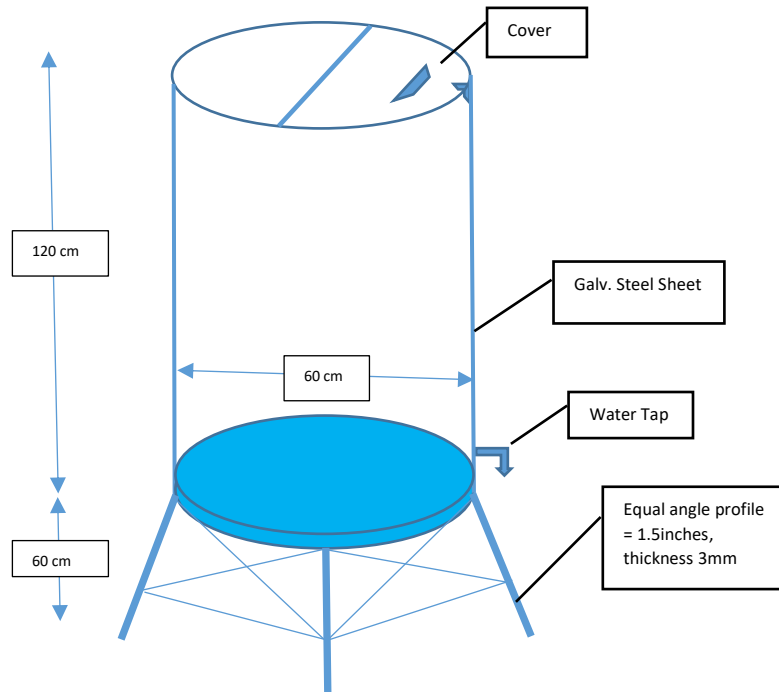 Cover
120 cm
Galv. Steel Sheet
60 cm
Water Tap
Equal angle profile
= 1.5inches,
thickness 3mm
60 cm